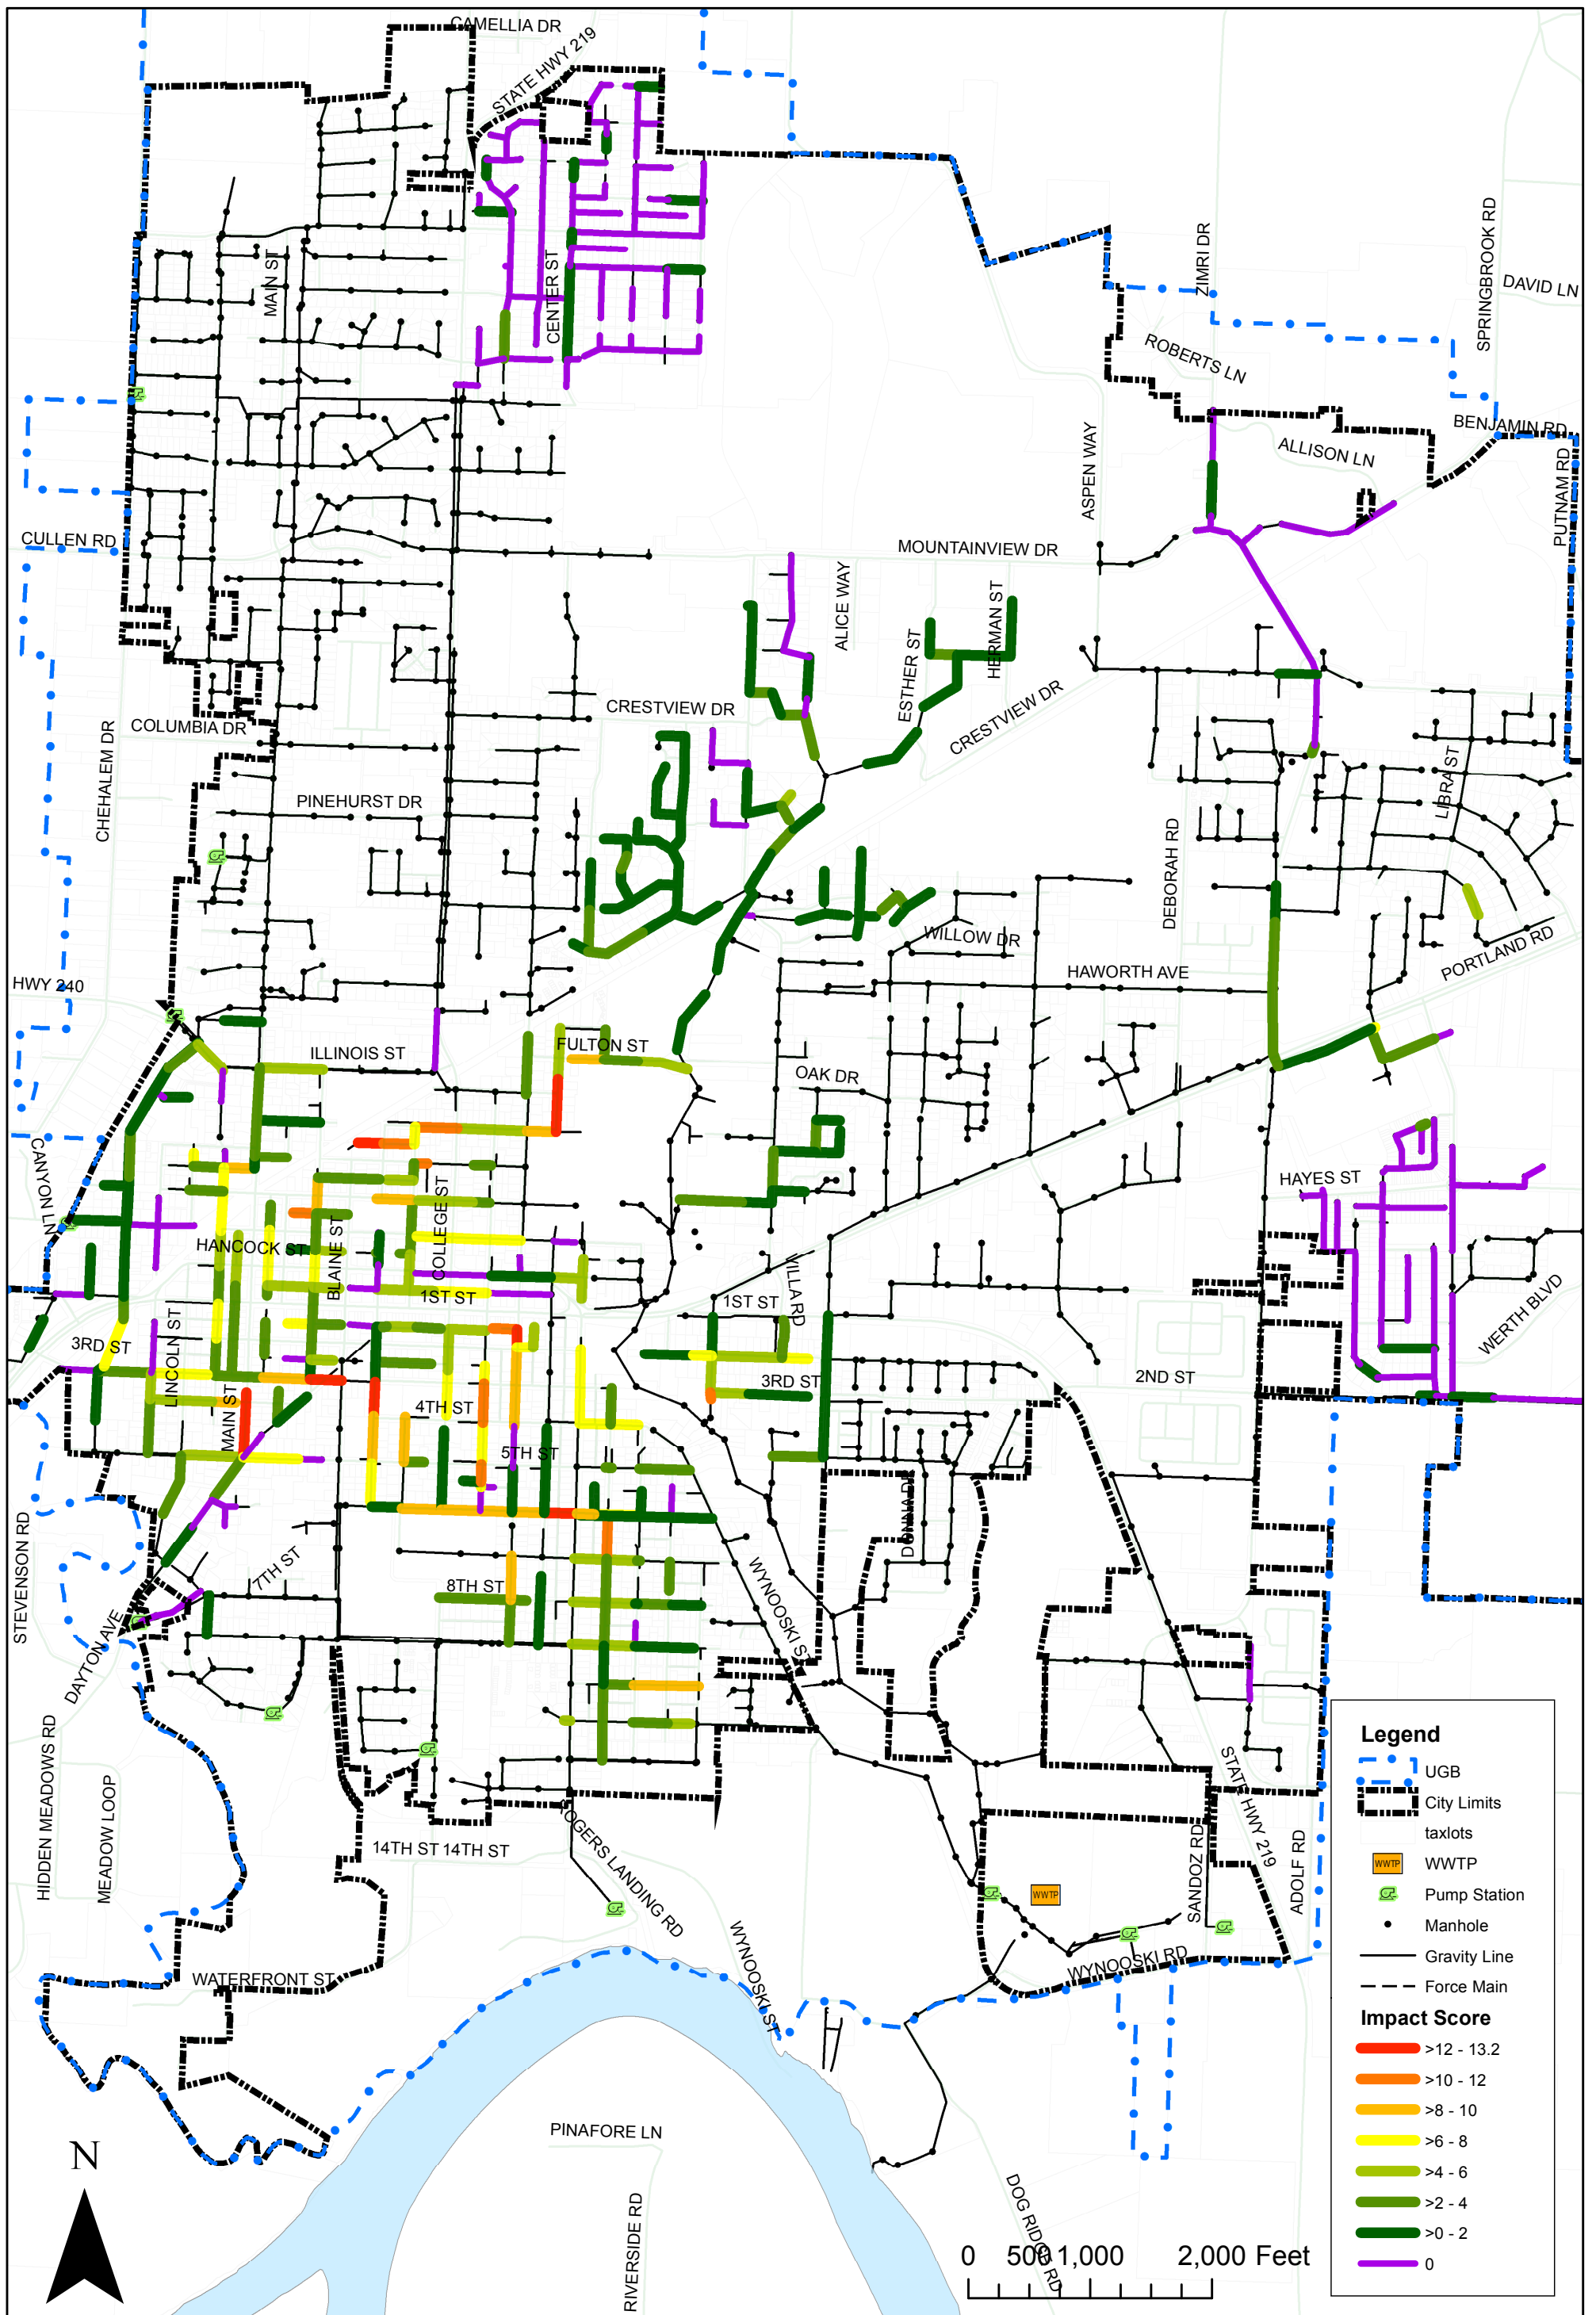 CAMELLIA DR
STATE HWY 219
MAIN ST
CENTER ST
ZIMRI DR
SPRINGBROOK RD
DAVID LN
ROBERTS LN
BENJAMIN RD
ALLISON LN
PUTNAM RD
ASPEN WAY
CULLEN RD
MOUNTAINVIEW DR
ALICE WAY
HERMAN ST
ESTHER ST
CRESTVIEW DR
CRESTVIEW DR
COLUMBIA DR
CHEHALEM DR
PINEHURST DR
LIBRA ST
DEBORAH RD
WILLOW DR
PORTLAND RD
HAWORTH AVE
HWY 240
ILLINOIS ST
FULTON ST
OAK DR
CANYON LN
HAYES ST
COLLEGE ST
HANCOCK ST
BLAINE ST
VILLA RD
1ST ST
1ST ST
WERTH BLVD
3RD ST
LINCOLN ST
2ND ST
3RD ST
MAIN ST
4TH ST
5TH ST
DONNA DR
STEVENSON RD
7TH ST
8TH ST
WYNOOSKI ST
DAYTON AVE
HIDDEN MEADOWS RD
MEADOW LOOP
14TH ST 14TH ST
ROGERS LANDING RD
STATE HWY 219
SANDOZ RD
ADOLF RD
WWTP
WYNOOSKI RD
WATERFRONT ST
WYNOOSKI ST
PINAFORE LN
RIVERSIDE RD
DOG RIDGE RD
N
0 500 1,000 2,000 Feet
Legend
UGB
City Limits
taxlots
WWTP WWTP
Pump Station
Manhole
Gravity Line
Force Main
Impact Score
>12 - 13.2
>10 - 12
>8 - 10
>6 - 8
>4 - 6
>2 - 4
>0 - 2
0